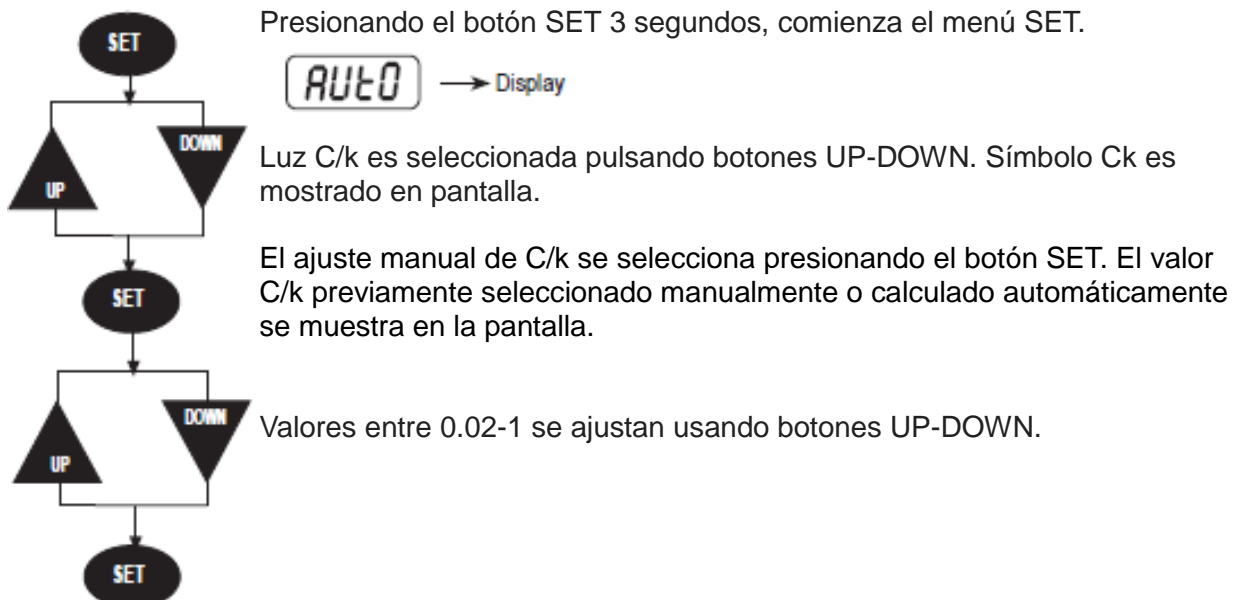 SET
Presionando el botón SET 3 segundos, comienza el menú SET.
AUtO
Display
UP
DOWN
Luz C/k es seleccionada pulsando botones UP-DOWN. Símbolo Ck es
mostrado en pantalla.
SET
El ajuste manual de C/k se selecciona presionando el botón SET. El valor
C/k previamente seleccionado manualmente o calculado automáticamente
se muestra en la pantalla.
UP
DOWN
Valores entre 0.02-1 se ajustan usando botones UP-DOWN.
SET